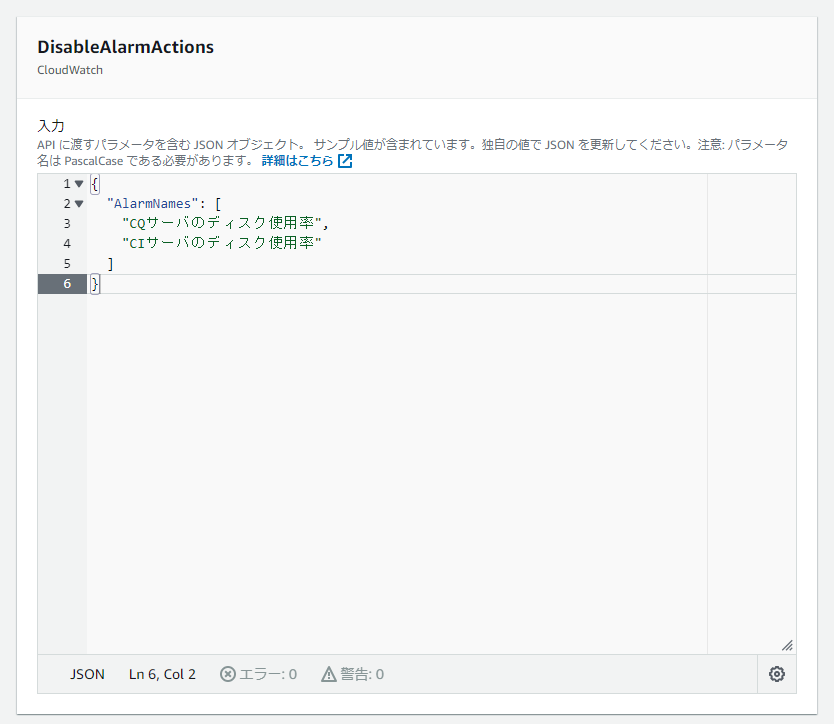 DisableAlarmActions
CloudWatch
入力
API に渡すパラメータを含む JSON オブジェクト。 サンプル値が含まれています。独自の値で JSON を更新してください。注意: パラメータ
名は PascalCase である必要があります。 詳細はこちら
1 {
2 "AlarmNames": [
3 "CQサーバのディスク使用率",
4 "CIサーバのディスク使用率"
5 ]
6 }
JSON Ln 6, Col 2 エラー: 0 警告: 0